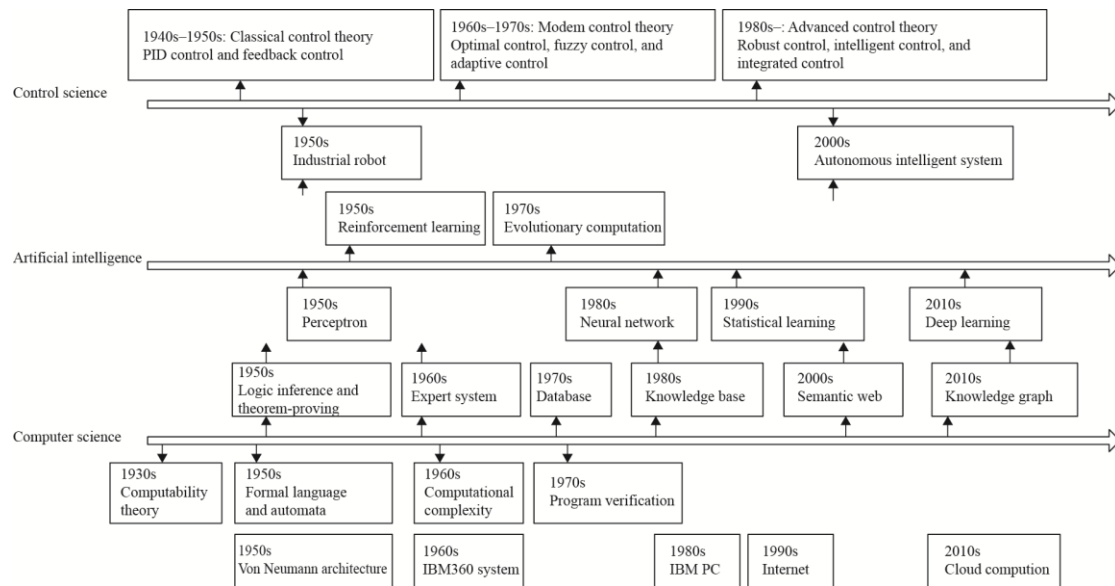 1940s–1950s: Classical control theory
PID control and feedback control
1960s–1970s: Modem control theory
Optimal control, fuzzy control, and
adaptive control
1980s–: Advanced control theory
Robust control, intelligent control, and
integrated control
Control science
1950s
Industrial robot
2000s
Autonomous intelligent system
1950s
Reinforcement learning
1970s
Evolutionary computation
Artificial intelligence
1950s
Perceptron
1980s
Neural network
1990s
Statistical learning
2010s
Deep learning
1950s
Logic inference and
theorem-proving
1960s
Expert system
1970s
Database
1980s
Knowledge base
2000s
Semantic web
2010s
Knowledge graph
Computer science
1930s
Computability
theory
1950s
Formal language
and automata
1960s
Computational
complexity
1970s
Program verification
1950s
Von Neumann architecture
1960s
IBM360 system
1980s
IBM PC
1990s
Internet
2010s
Cloud compution